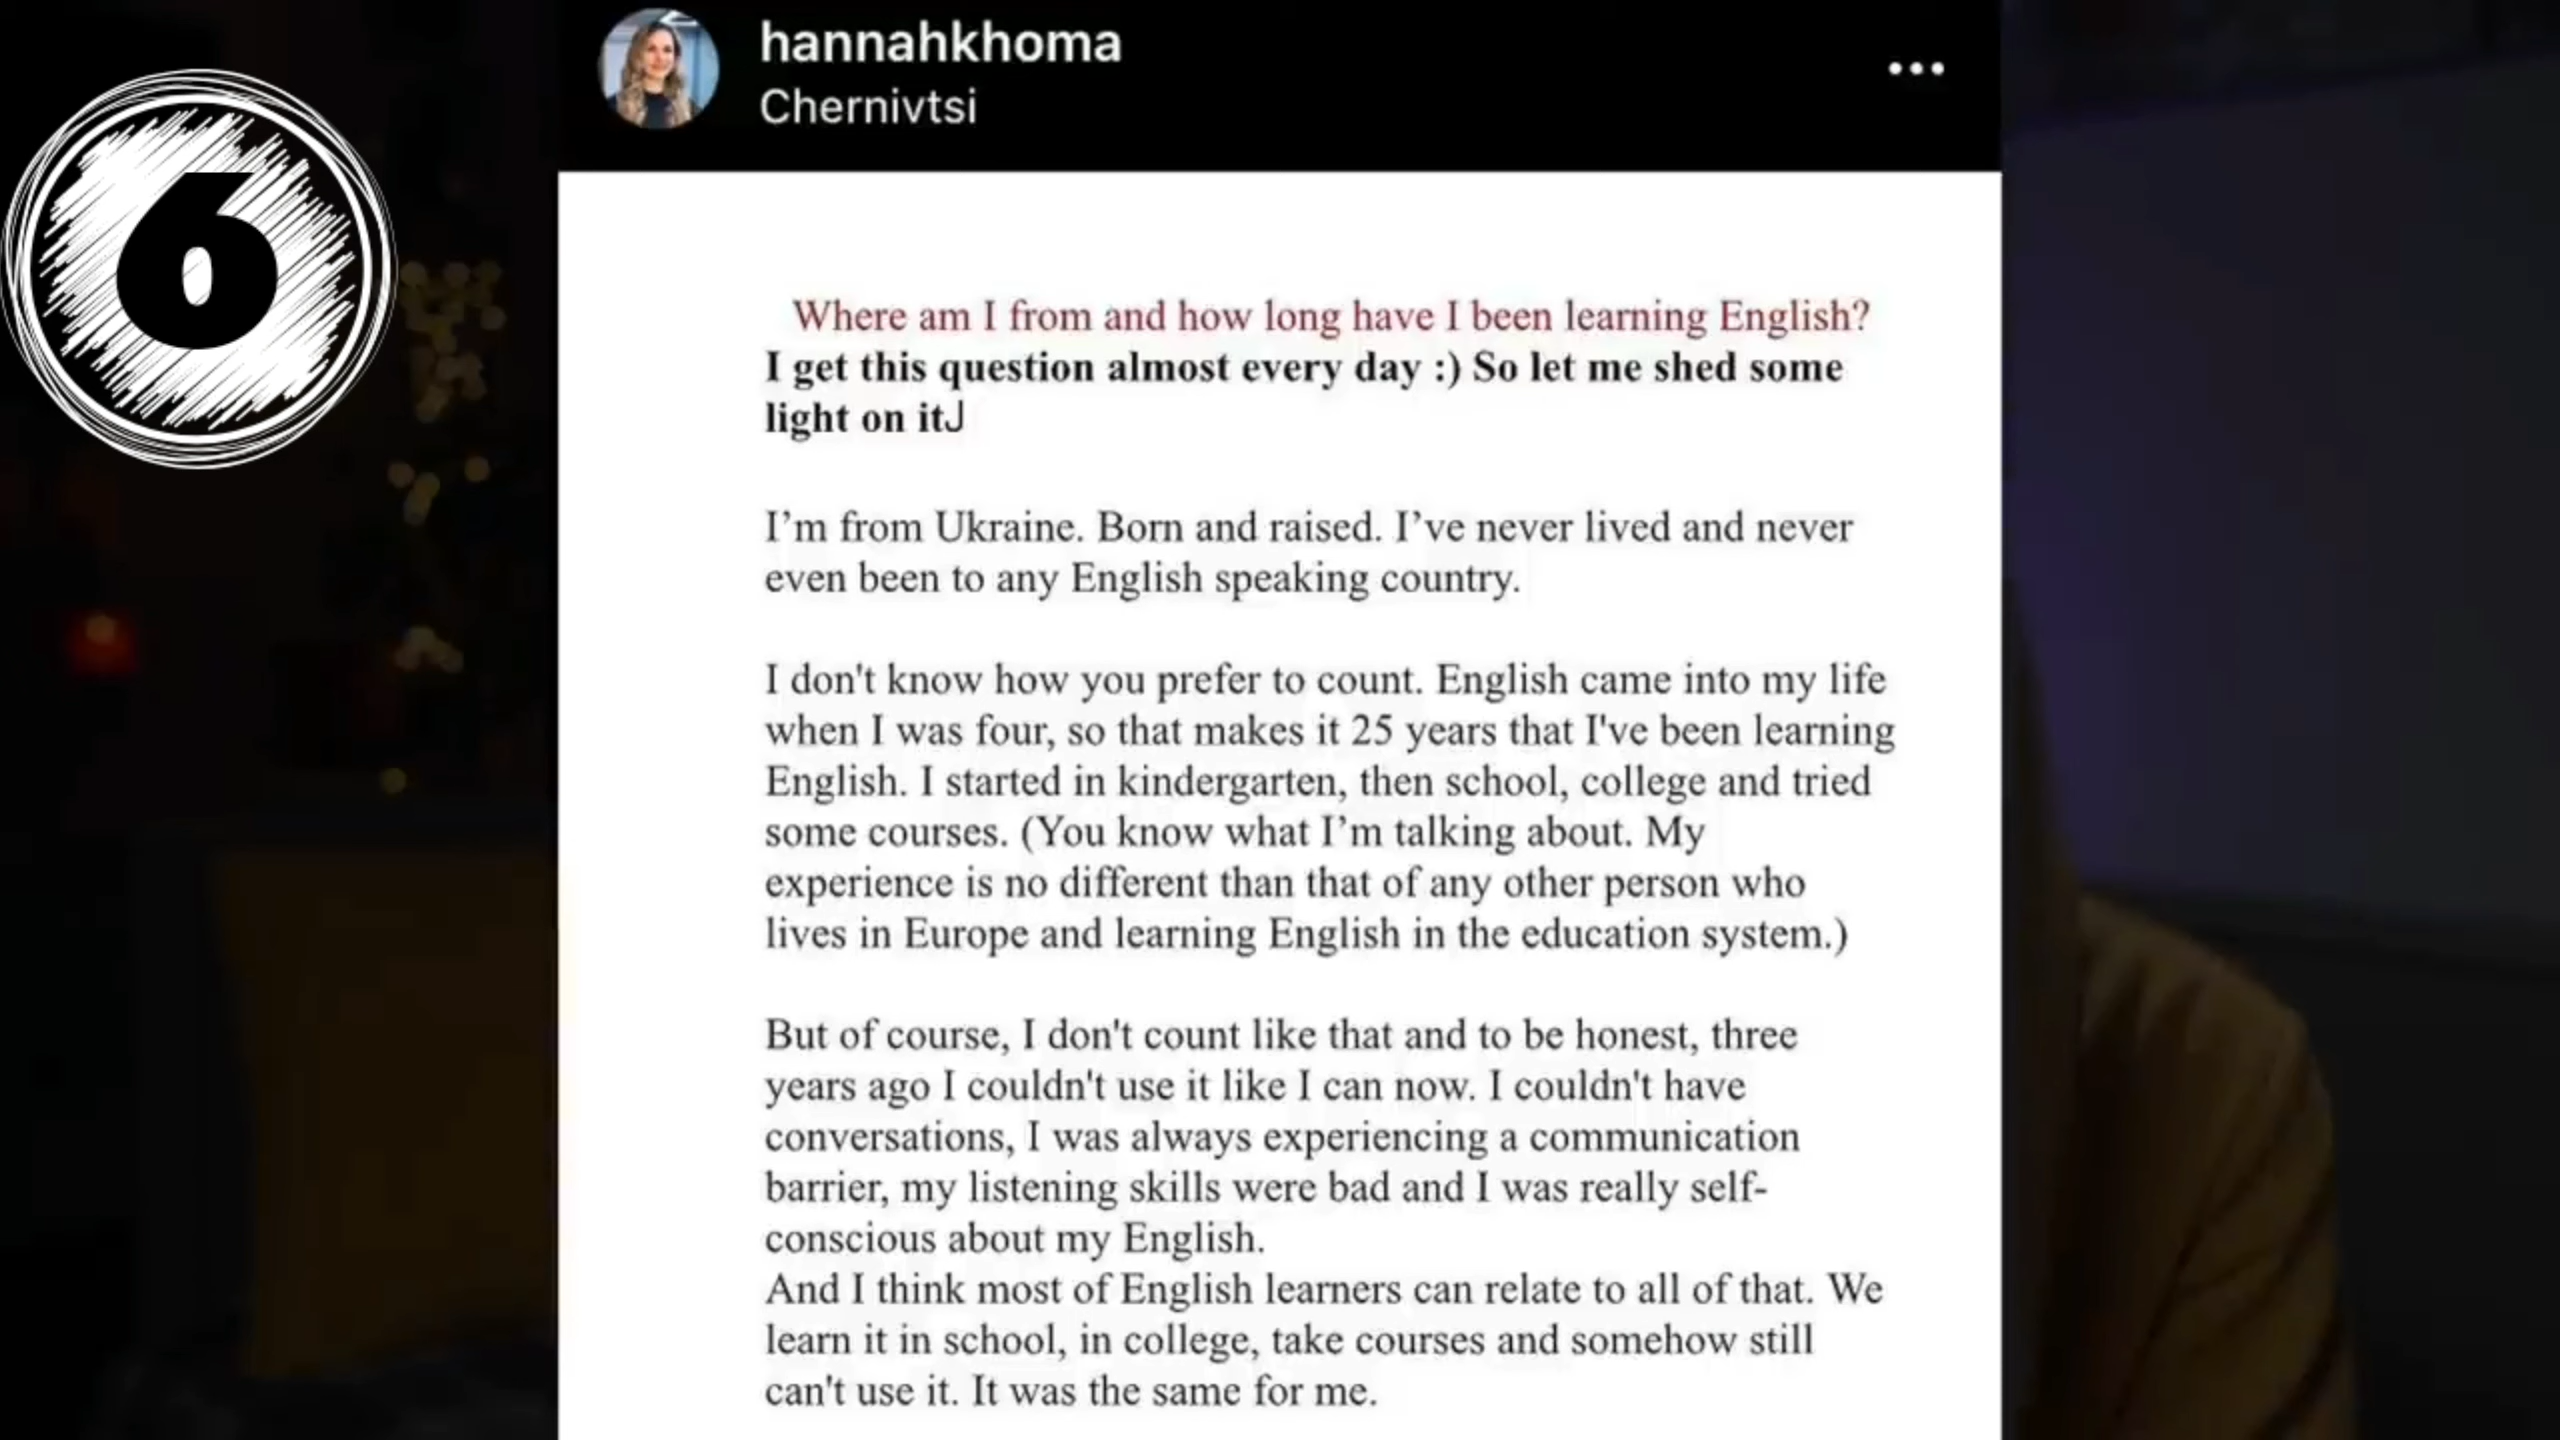 6
hannahkhoma
Chernivtsi
Where am I from and how long have I been learning English?
I get this question almost every day :) So let me shed some
light on itJ
I’m from Ukraine. Born and raised. I’ve never lived and never
even been to any English speaking country.
I don't know how you prefer to count. English came into my life
when I was four, so that makes it 25 years that I've been learning
English. I started in kindergarten, then school, college and tried
some courses. (You know what I’m talking about. My
experience is no different than that of any other person who
lives in Europe and learning English in the education system.)
But of course, I don't count like that and to be honest, three
years ago I couldn't use it like I can now. I couldn't have
conversations, I was always experiencing a communication
barrier, my listening skills were bad and I was really self-
conscious about my English.
And I think most of English learners can relate to all of that. We
learn it in school, in college, take courses and somehow still
can't use it. It was the same for me.